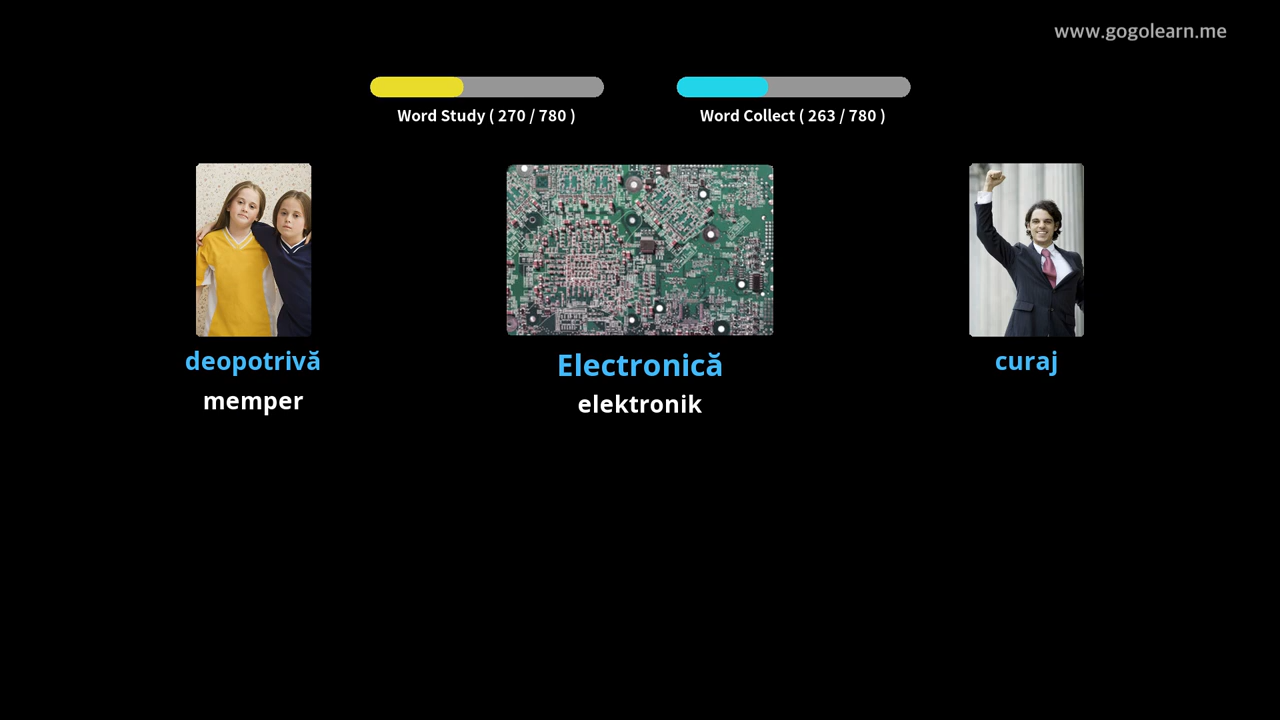 www.gogolearn.me
Word Study ( 270 / 780 )
Word Collect ( 263 / 780 )
deopotrivă
Electronică
curaj
memper
elektronik